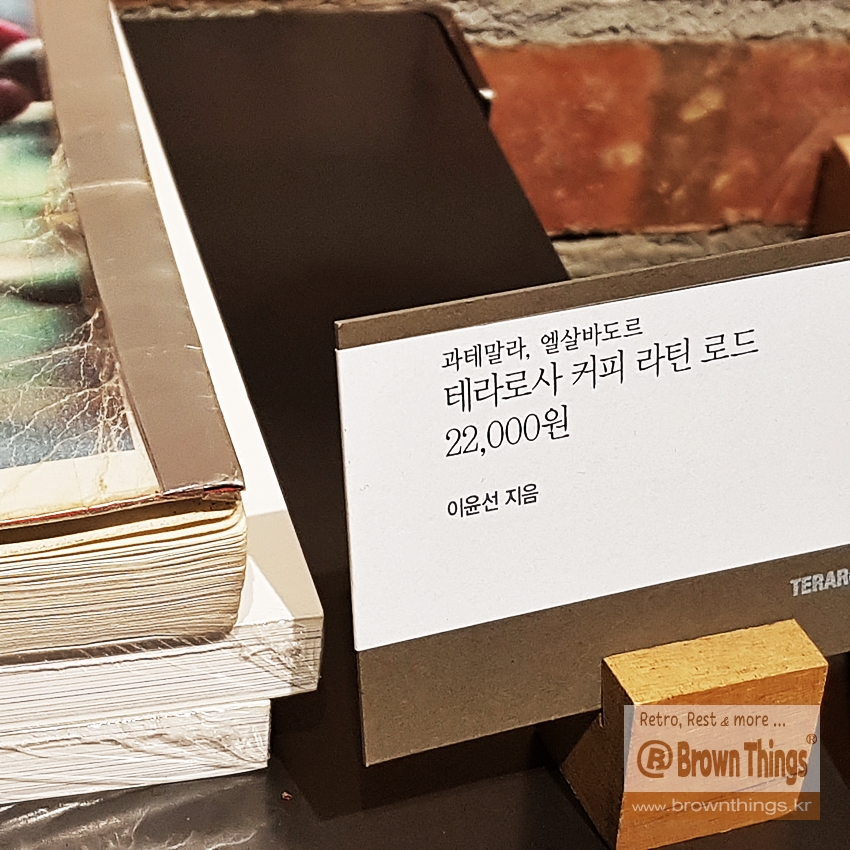 과테말라, 엘살바도르
테라로사 커피 라틴 로드
22,000원
이윤선 지음
TERAR
Retro, Rest & more ...
® Brown Things®
www.brownthings.kr